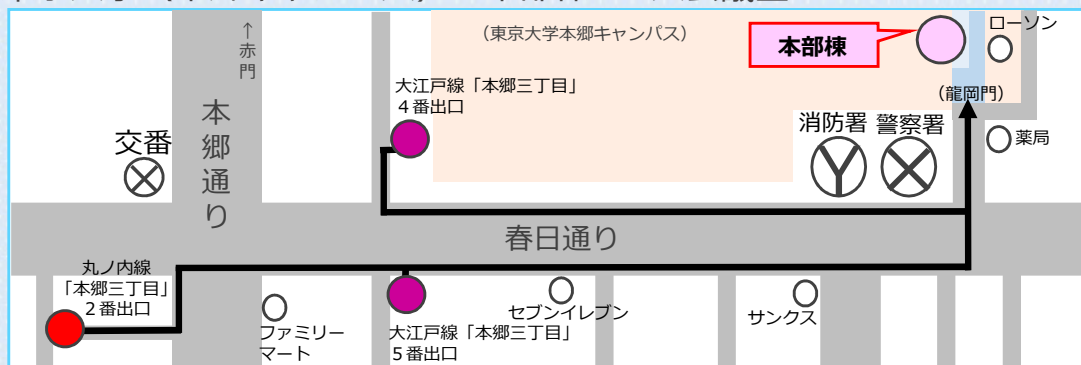 ↑赤門
（東京大学本郷キャンパス）
本部棟
ローソン
大江戸線「本郷三丁目」
４番出口
（龍岡門）
本郷通り
交番
消防署
警察署
薬局
春日通り
丸ノ内線
「本郷三丁目」
２番出口
ファミリー
マート
大江戸線「本郷三丁目」
５番出口
セブンイレブン
サンクス